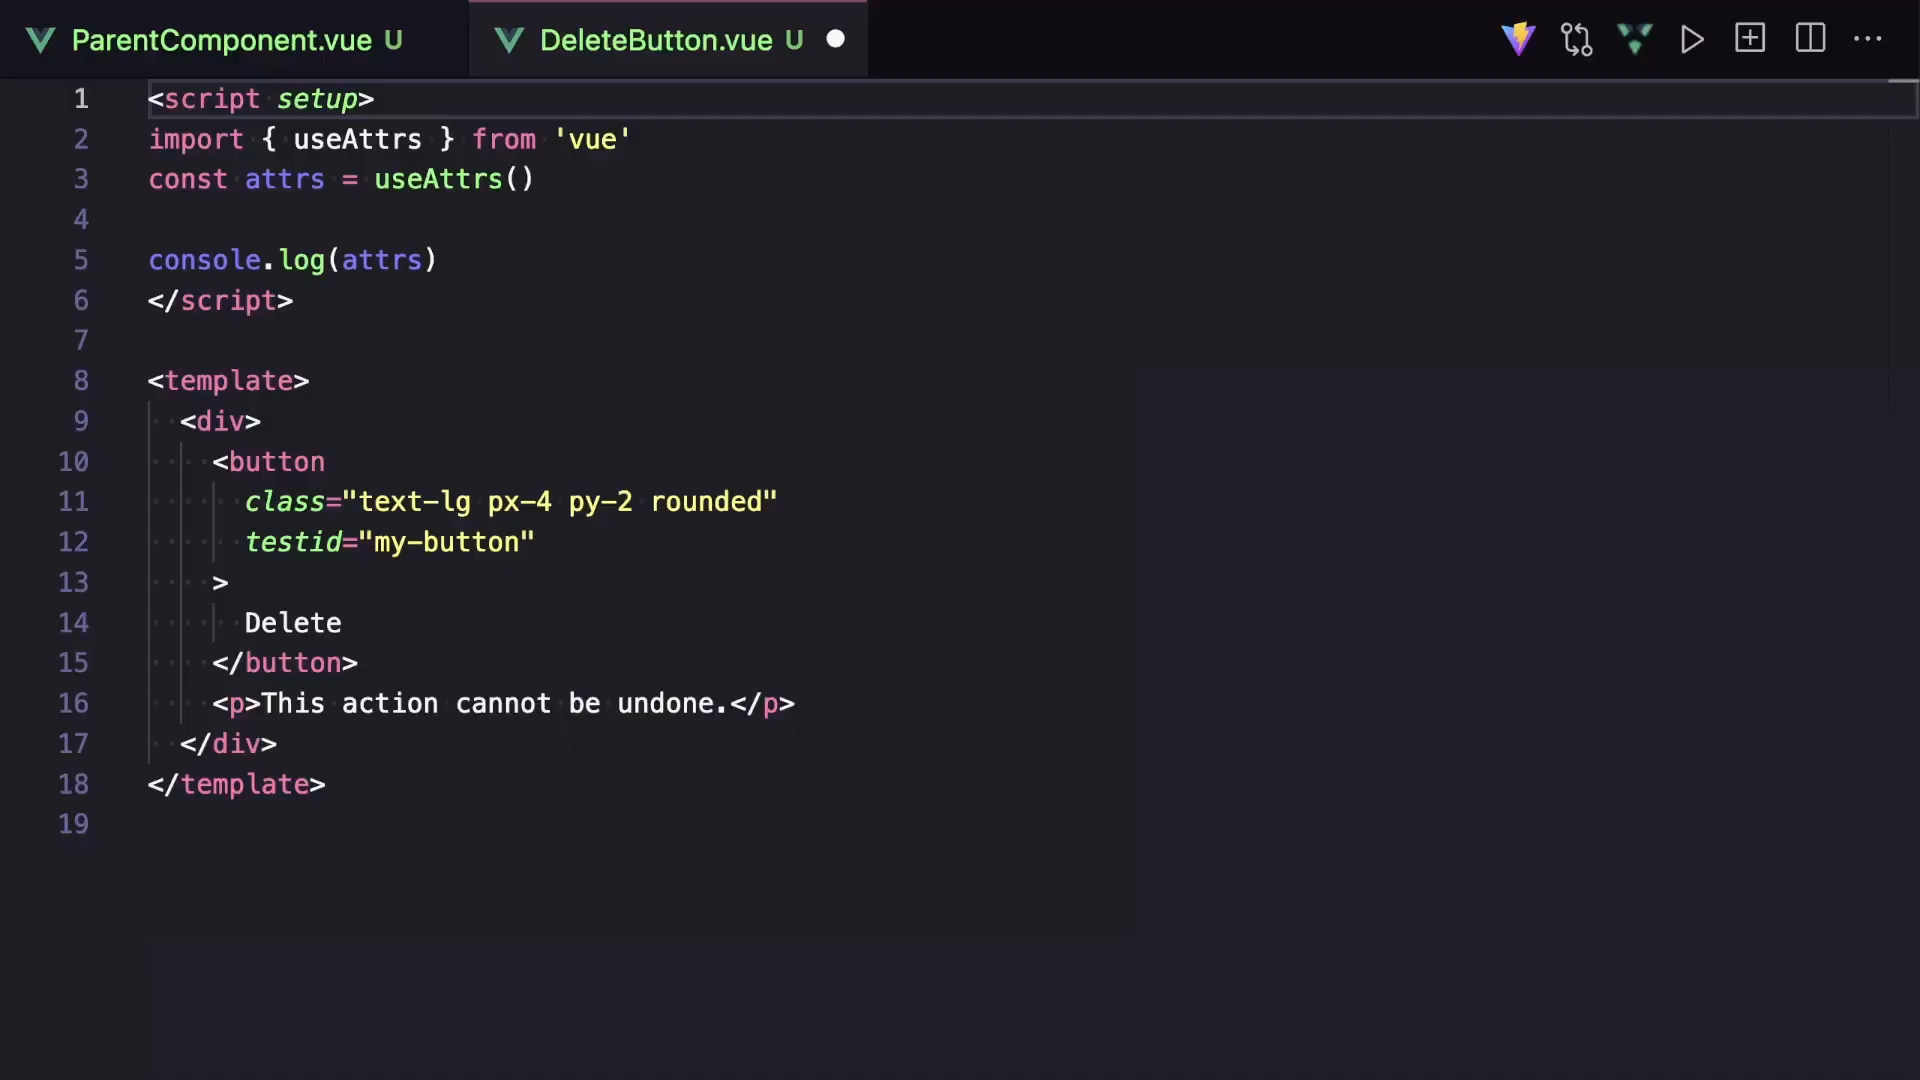 ParentComponent.vue U
DeleteButton.vue U
1 <script setup>
2 import { useAttrs } from 'vue'
3 const attrs = useAttrs()
4
5 console.log(attrs)
6 </script>
7
8 <template>
9 <div>
10 <button
11 class="text-lg px-4 py-2 rounded"
12 testid="my-button"
13 >
14 Delete
15 </button>
16 <p>This action cannot be undone.</p>
17 </div>
18 </template>
19